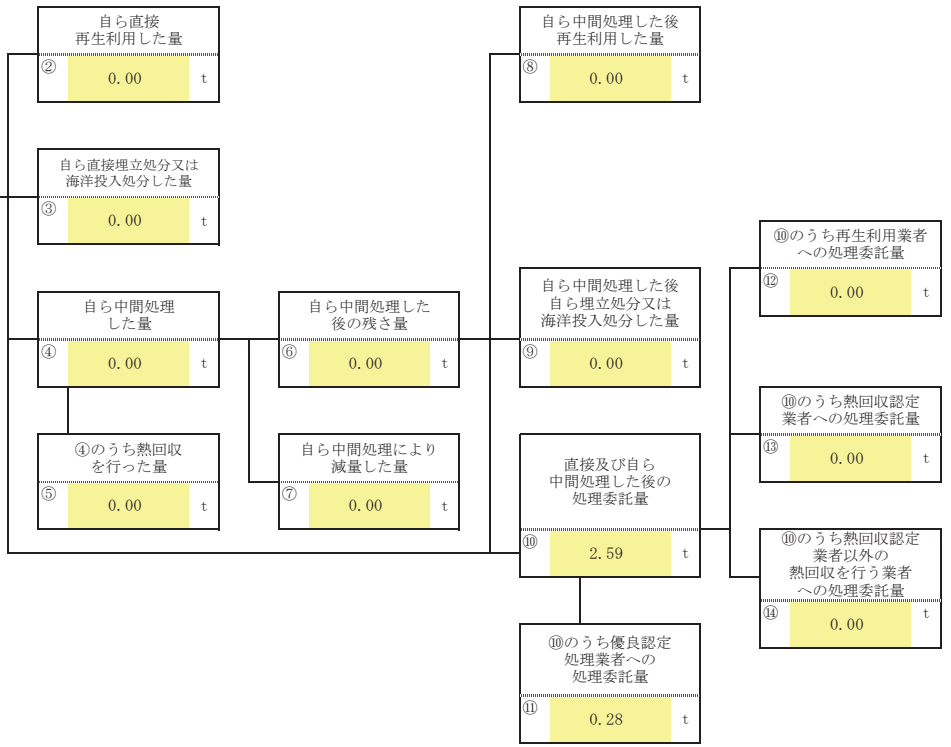 自ら直接
再生利用した量
② 0.00 t
自ら直接埋立処分又は
海洋投入処分した量
③ 0.00 t
自ら中間処理
した量
④ 0.00 t
④のうち熱回収
を行った量
⑤ 0.00 t
自ら中間処理した
後の残さ量
⑥ 0.00 t
自ら中間処理により
減量した量
⑦ 0.00 t
自ら中間処理した後
再生利用した量
⑧ 0.00 t
自ら中間処理した後
自ら埋立処分又は
海洋投入処分した量
⑨ 0.00 t
直接及び自ら
中間処理した後の
処理委託量
⑩ 2.59 t
⑩のうち優良認定
処理業者への
処理委託量
⑪ 0.28 t
⑩のうち再生利用業者
への処理委託量
⑫ 0.00 t
⑩のうち熱回収認定
業者への処理委託量
⑬ 0.00 t
⑩のうち熱回収認定
業者以外の
熱回収を行う業者
への処理委託量
⑭ 0.00 t